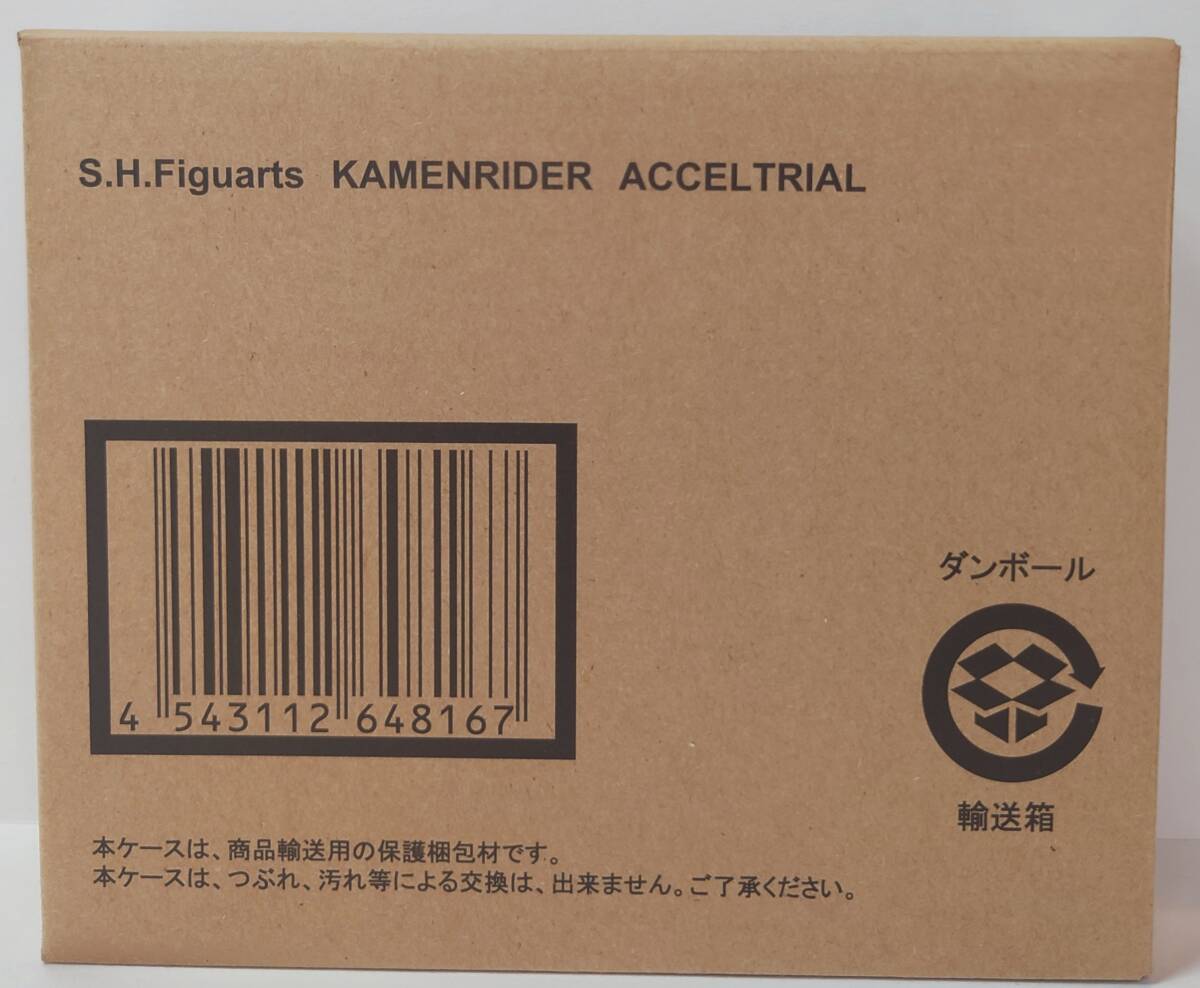 S.H.Figuarts KAMENRIDER ACCELTRIAL
4 543112 648167
ダンボール
輸送箱
本ケースは、商品輸送用の保護梱包材です。
本ケースは、つぶれ、汚れ等による交換は、出来ません。ご了承ください。